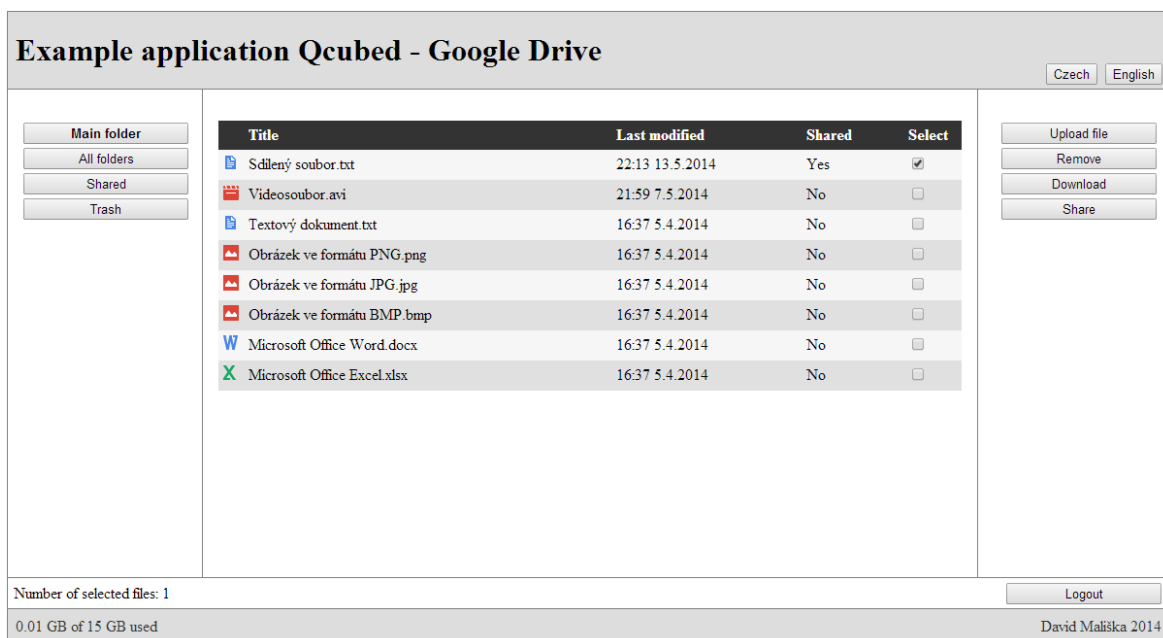 Example application Qcubed - Google Drive
Czech English
Main folder
All folders
Shared
Trash
Title Last modified Shared Select
Sdílený soubor.txt 22:13 13.5.2014 Yes
Videosoubor.avi 21:59 7.5.2014 No
Textový dokument.txt 16:37 5.4.2014 No
Obrázek ve formátu PNG.png 16:37 5.4.2014 No
Obrázek ve formátu JPG.jpg 16:37 5.4.2014 No
Obrázek ve formátu BMP.bmp 16:37 5.4.2014 No
Microsoft Office Word.docx 16:37 5.4.2014 No
Microsoft Office Excel.xlsx 16:37 5.4.2014 No
Upload file
Remove
Download
Share
Number of selected files: 1
Logout
0.01 GB of 15 GB used
David Mališka 2014